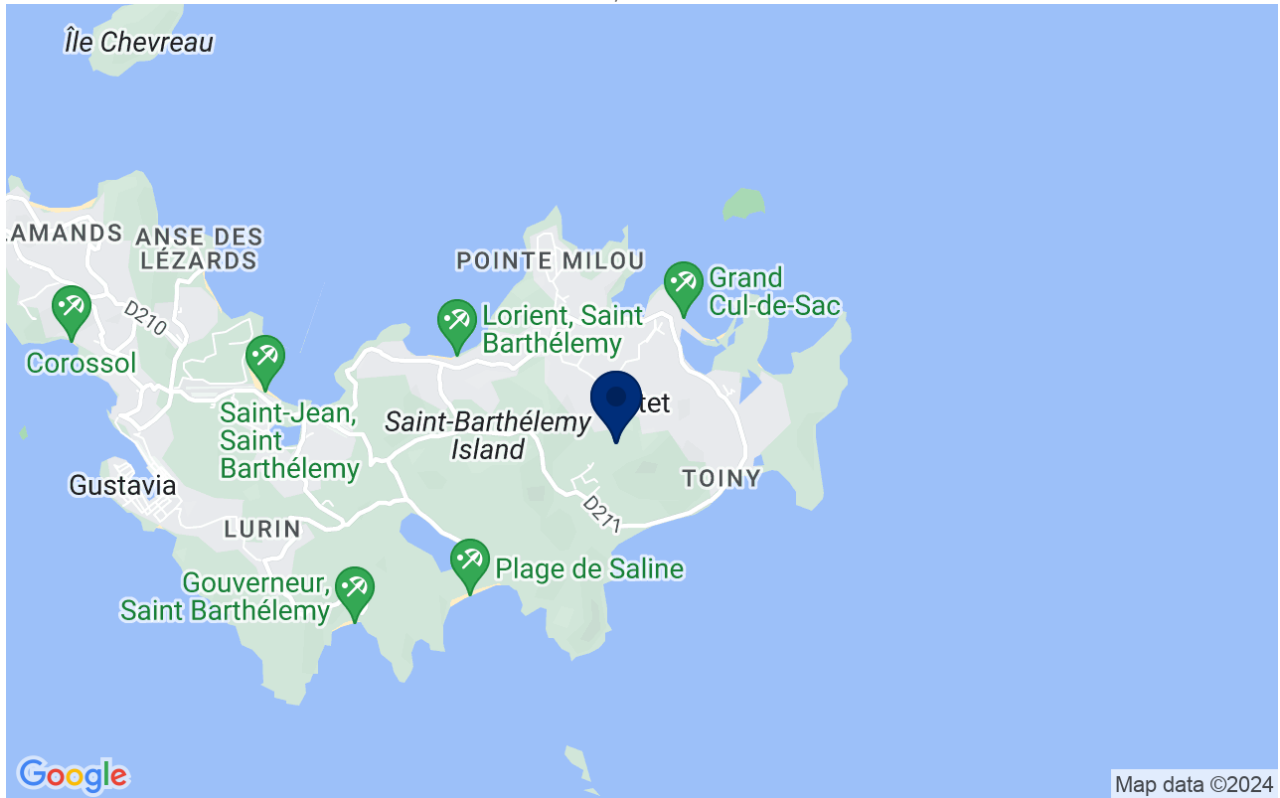 Île Chevreau
AMANDS
ANSE DES
LÉZARDS
POINTE MILOU
Grand
Cul-de-Sac
D210
Lorient, Saint
Barthélemy
Corossol
Saint-Jean,
Saint
Barthélemy
Saint-Barthélemy
Island
tet
Gustavia
TOINY
D211
LURIN
Plage de Saline
Gouverneur,
Saint Barthélemy
Google
Map data ©2024